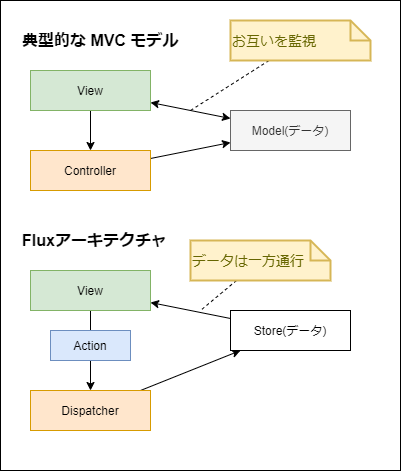 典型的な MVC モデル
お互いを監視
View
Model(データ)
Controller
Fluxアーキテクチャ
データは一方通行
View
Store(データ)
Action
Dispatcher